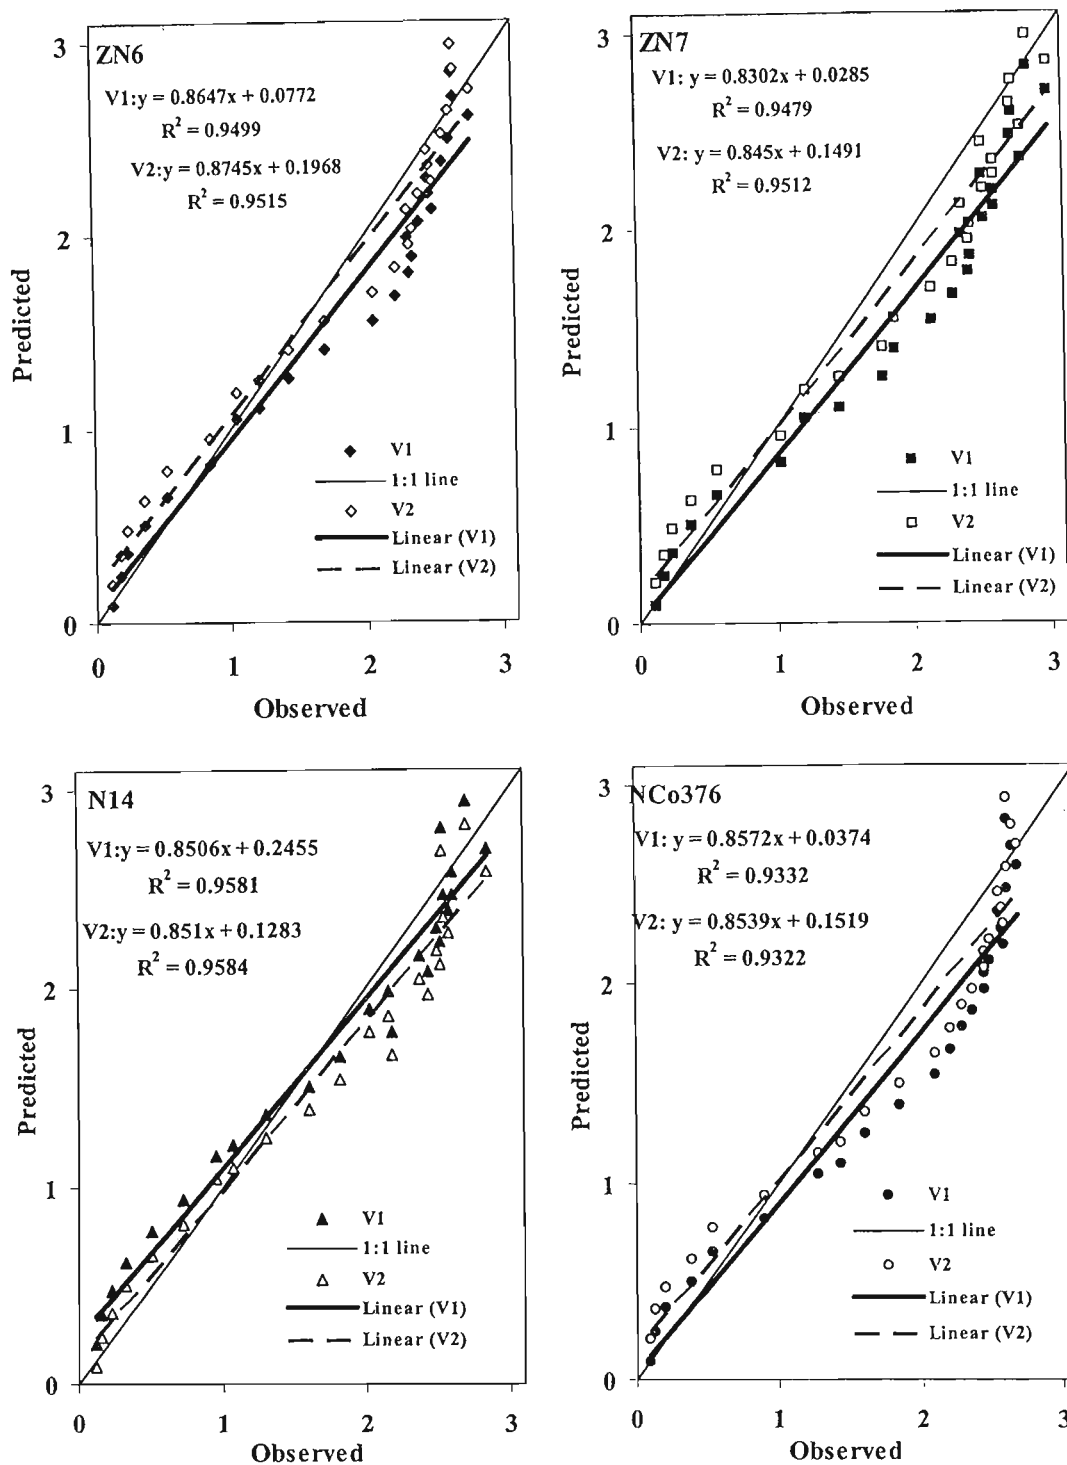 ZN6
V1:y = 0.8647x + 0.0772
R² = 0.9499
V2:y = 0.8745x + 0.1968
R² = 0.9515
Predicted
3
2
1
0
V1
1:1 line
V2
Linear (V1)
Linear (V2)
0 1 2 3
Observed
ZN7
V1: y = 0.8302x + 0.0285
R² = 0.9479
V2: y = 0.845x + 0.1491
R² = 0.9512
Predicted
3
2
1
0
V1
1:1 line
V2
Linear (V1)
Linear (V2)
0 1 2 3
Observed
N14
V1:y = 0.8506x + 0.2455
R² = 0.9581
V2:y = 0.851x + 0.1283
R² = 0.9584
Predicted
3
2
1
0
V1
1:1 line
V2
Linear (V1)
Linear (V2)
0 1 2 3
Observed
NCo376
V1:y = 0.8572x + 0.0374
R² = 0.9332
V2:y = 0.8539x + 0.1519
R² = 0.9322
Predicted
3
2
1
0
V1
1:1 line
V2
Linear (V1)
Linear (V2)
0 1 2 3
Observed